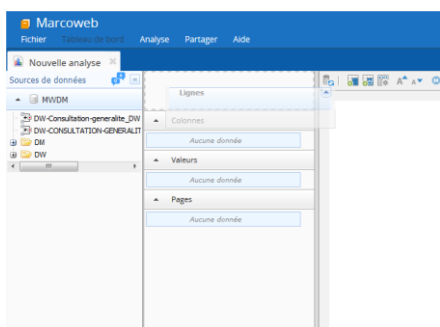 Marcoweb
Fichier Tableau de bord Analyse Partager Aide
Nouvelle analyse
Sources de données
MWDM
DW-Consultation-generalite_DW
DW-CONSULTATION-GENERALIT
DM
DW
Lignes
Colonnes
Aucune donnée
Valeurs
Aucune donnée
Pages
Aucune donnée